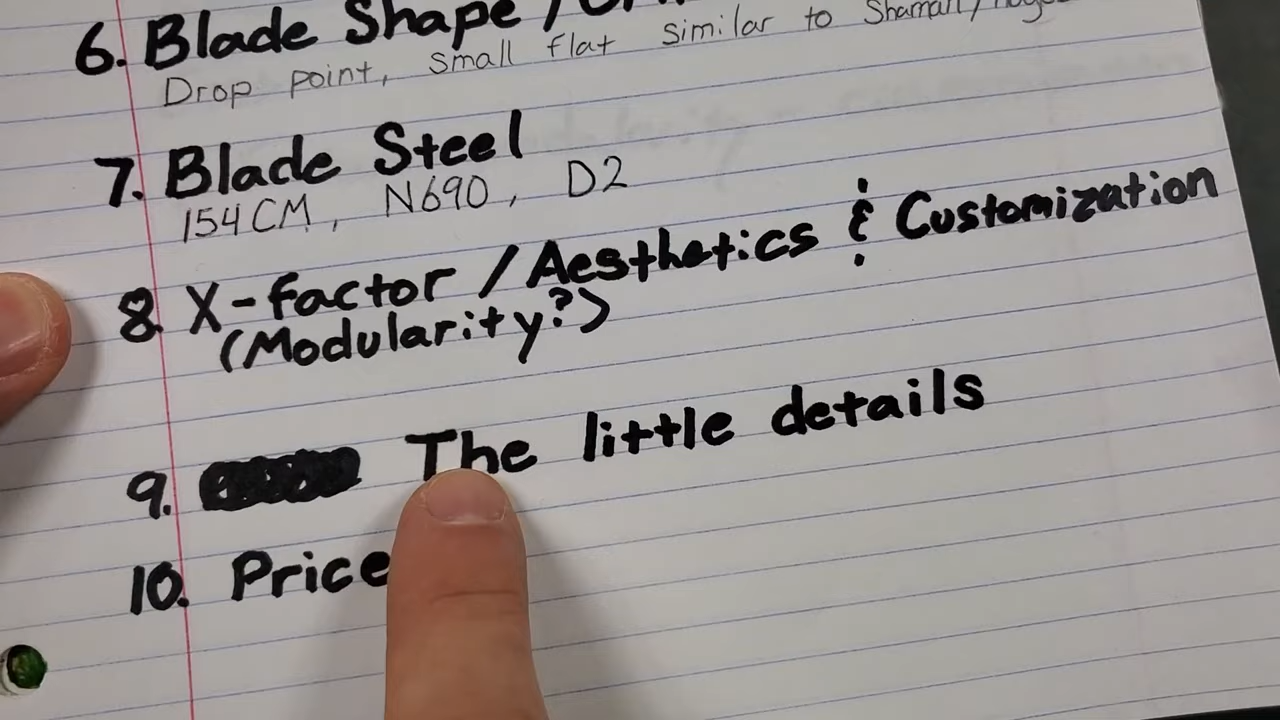 6. Blade Shape /
Drop point, small flat similar to Shaman/
7. Blade Steel
154CM, N690, D2
8. X-factor / Aesthetics & Customization
(Modularity?)
9. The little details
10. Price